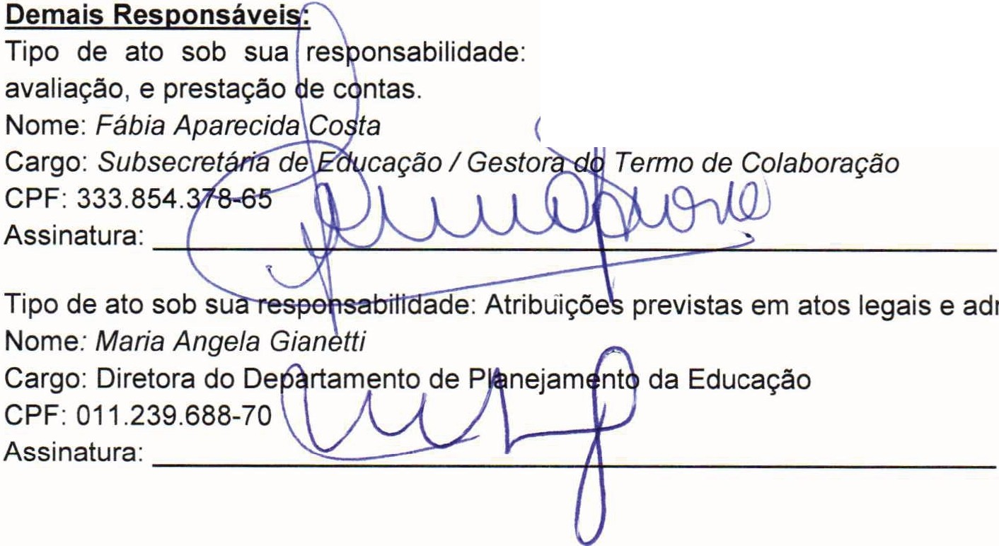 Demais Responsáveis:
Tipo de ato sob sua responsabilidade:
avaliação, e prestação de contas.
Nome: Fábia Aparecida Costa
Cargo: Subsecretária de Educação / Gestora do Termo de Colaboração
CPF: 333.854.378-65
Assinatura:
Tipo de ato sob sua responsabilidade: Atribuições previstas em atos legais e adr
Nome: Maria Angela Gianetti
Cargo: Diretora do Departamento de Planejamento da Educação
CPF: 011.239.688-70
Assinatura: